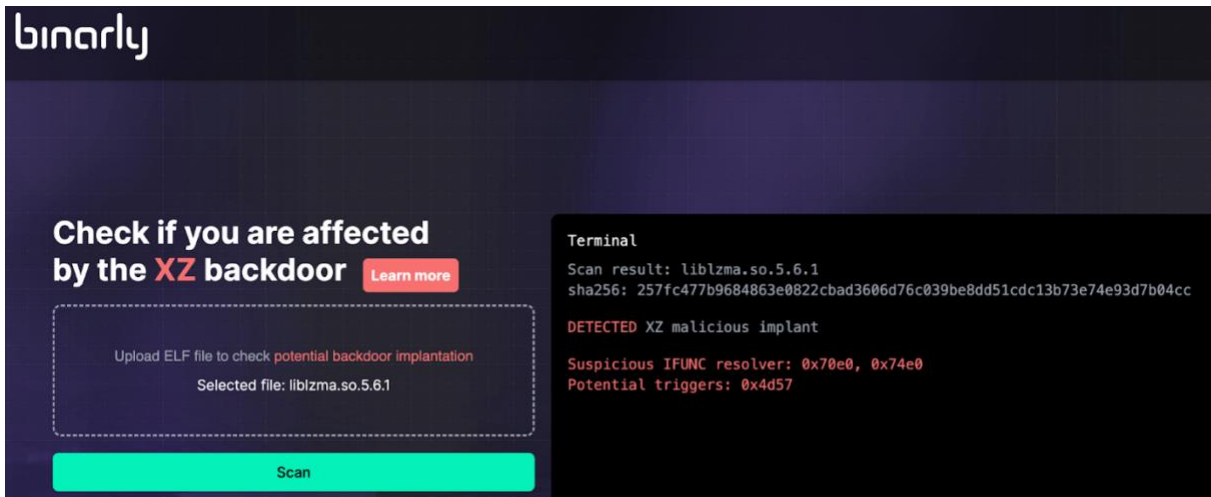 binarly
Check if you are affected
by the XZ backdoor Learn more
Upload ELF file to check potential backdoor implantation
Selected file: liblzma.so.5.6.1
Scan
Terminal
Scan result: liblzma.so.5.6.1
sha256: 257fc477b9684863e0822cbad3606d76c039be8dd51cdc13b73e74e93d7b04cc
DETECTED XZ malicious implant
Suspicious IFUNC resolver: 0x70e0, 0x74e0
Potential triggers: 0x4d57